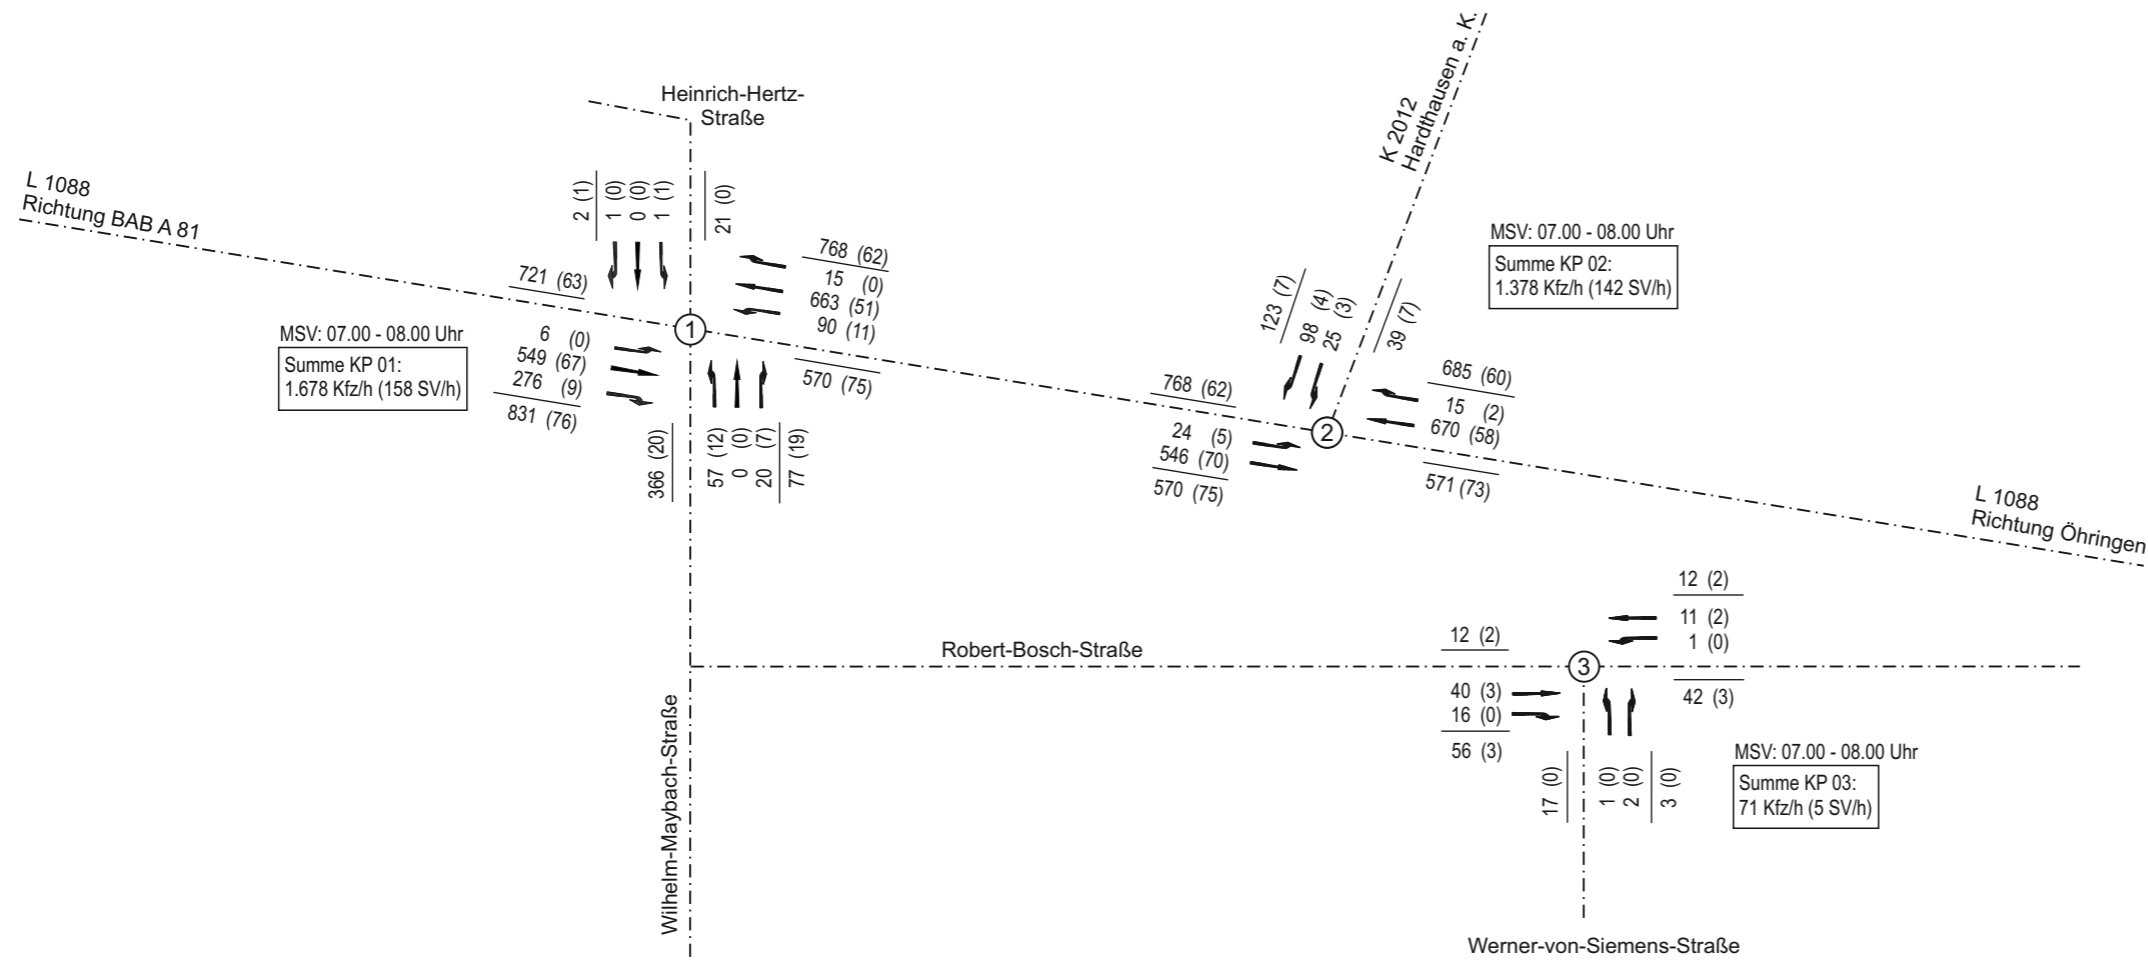 Heinrich-Hertz-
Straße
K 2012
Hardthausen a. K.
L 1088
Richtung BAB A 81
2 (1)
1 (0)
0 (0)
1 (1)
21 (0)
768 (62)
15 (0)
663 (51)
90 (11)
721 (63)
MSV: 07.00 - 08.00 Uhr
Summe KP 01:
1.678 Kfz/h (158 SV/h)
6 (0)
549 (67)
276 (9)
831 (76)
1
570 (75)
366 (20)
57 (12)
0 (0)
20 (7)
77 (19)
MSV: 07.00 - 08.00 Uhr
Summe KP 02:
1.378 Kfz/h (142 SV/h)
123 (7)
98 (4)
25 (3)
39 (7)
685 (60)
15 (2)
670 (58)
768 (62)
24 (5)
546 (70)
570 (75)
2
571 (73)
L 1088
Richtung Öhringen
12 (2)
11 (2)
1 (0)
Robert-Bosch-Straße
12 (2)
3
40 (3)
16 (0)
56 (3)
42 (3)
17 (0)
1 (0)
2 (0)
3 (0)
MSV: 07.00 - 08.00 Uhr
Summe KP 03:
71 Kfz/h (5 SV/h)
Wilhelm-Maybach-Straße
Werner-von-Siemens-Straße